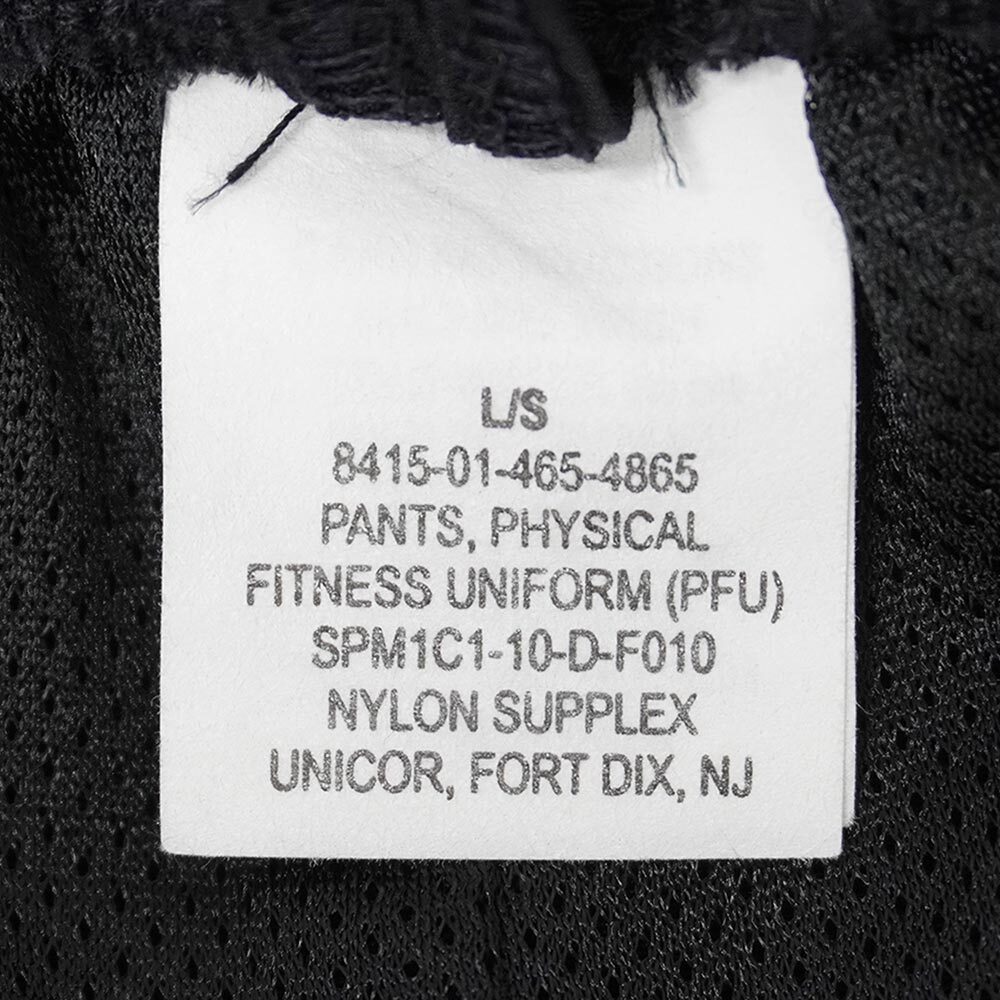 L/S
8415-01-465-4865
PANTS, PHYSICAL
FITNESS UNIFORM (PFU)
SPM1C1-10-D-F010
NYLON SUPPLEX
UNICOR, FORT DIX, NJ